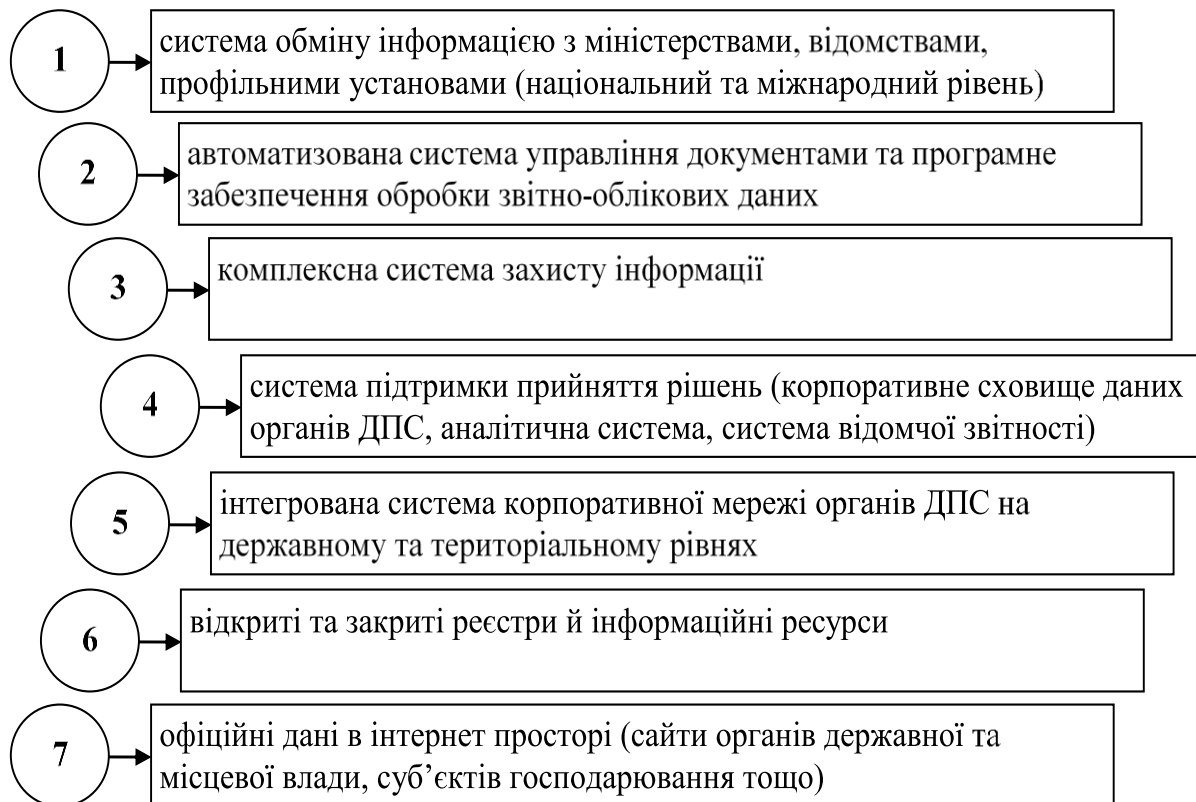 1
система обміну інформацією з міністерствами, відомствами,
профільними установами (національний та міжнародний рівень)
2
автоматизована система управління документами та програмне
забезпечення обробки звітно-облікових даних
3
комплексна система захисту інформації
4
система підтримки прийняття рішень (корпоративне сховище даних
органів ДПС, аналітична система, система відомчої звітності)
5
інтегрована система корпоративної мережі органів ДПС на
державному та територіальному рівнях
6
відкриті та закриті реєстри й інформаційні ресурси
7
офіційні дані в інтернет просторі (сайти органів державної та
місцевої влади, суб’єктів господарювання тощо)